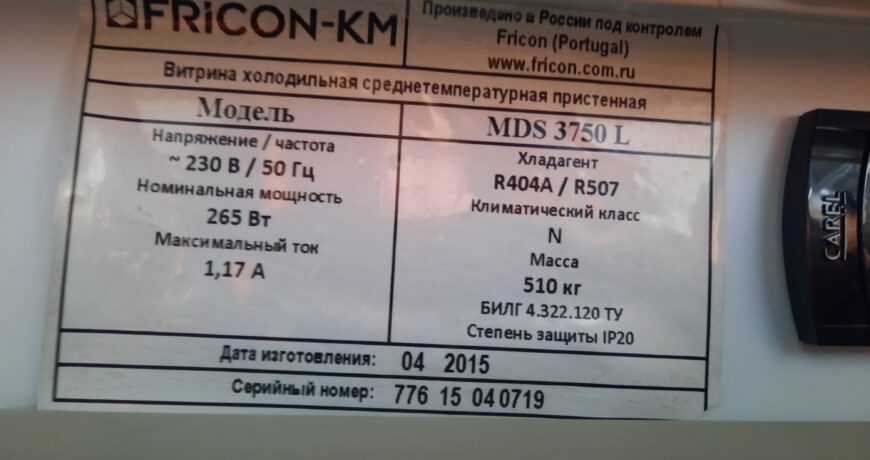 FRiCON-KM
Произведено в России под контролем
Fricon (Portugal)
www.fricon.com.ru
Витрина холодильная среднетемпературная пристенная
Модель
MDS 3750 L
Напряжение / частота
~ 230 В / 50 Гц
Номинальная мощность
265 Вт
Максимальный ток
1,17 А
Хладагент
R404A / R507
Климатический класс
N
Масса
510 кг
БИЛГ 4.322.120 ТУ
Степень защиты IP20
Дата изготовления: 04 2015
Серийный номер: 776 15 040719
CAREL